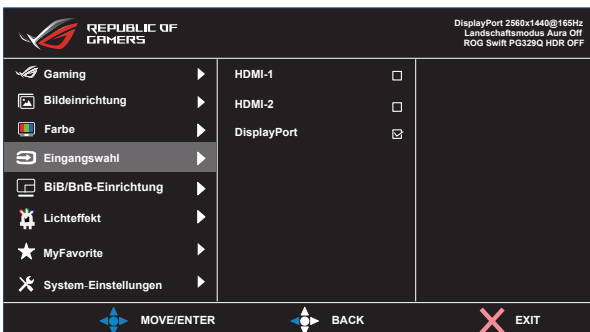 REPUBLIC OF
GAMERS
DisplayPort 2560x1440@165Hz
Landschaftsmodus Aura Off
ROG Swift PG329Q HDR OFF
Gaming
Bildeinrichtung
Farbe
Eingangswahl
BiB/BnB-Einrichtung
Lichteffekt
MyFavorite
System-Einstellungen
HDMI-1
HDMI-2
DisplayPort
MOVE/ENTER
BACK
EXIT